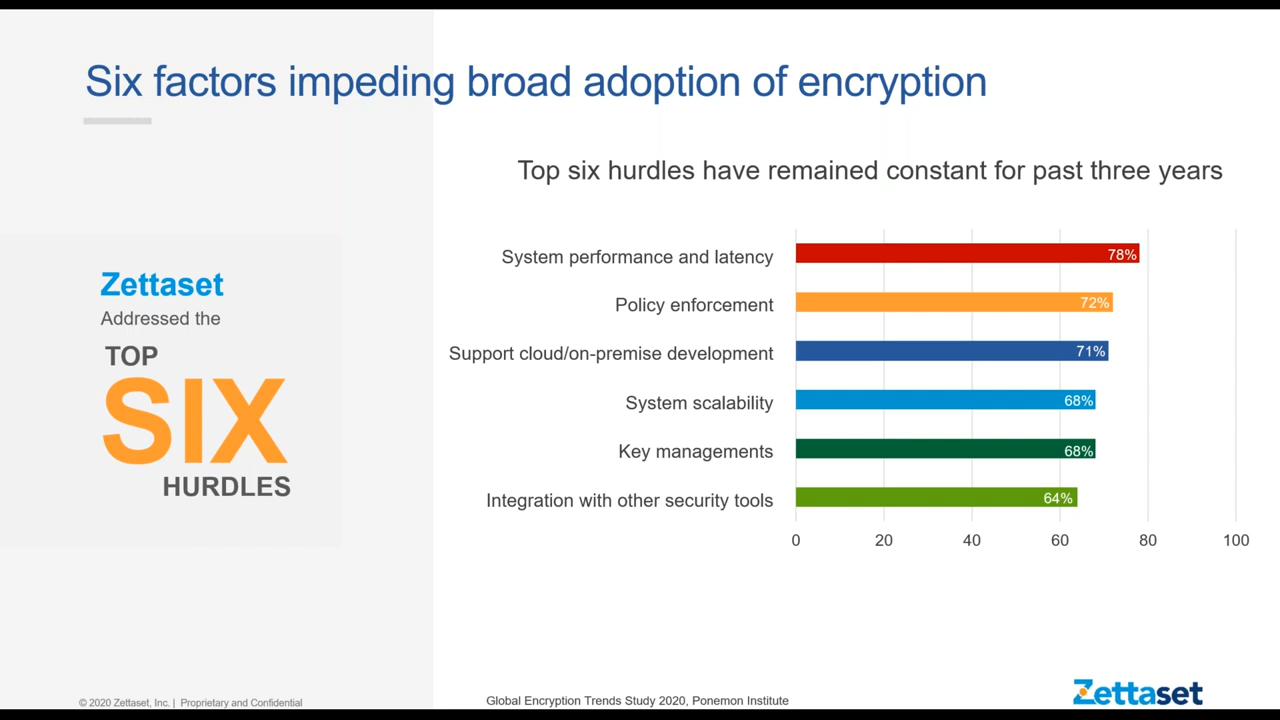 Six factors impeding broad adoption of encryption
Top six hurdles have remained constant for past three years
Zettaset
Addressed the
TOP
SIX
HURDLES
System performance and latency 78%
Policy enforcement 72%
Support cloud/on-premise development 71%
System scalability 68%
Key managements 68%
Integration with other security tools 64%
0 20 40 60 80 100
© 2020 Zettaset, Inc. | Proprietary and Confidential
Global Encryption Trends Study 2020, Ponemon Institute
Zettaset